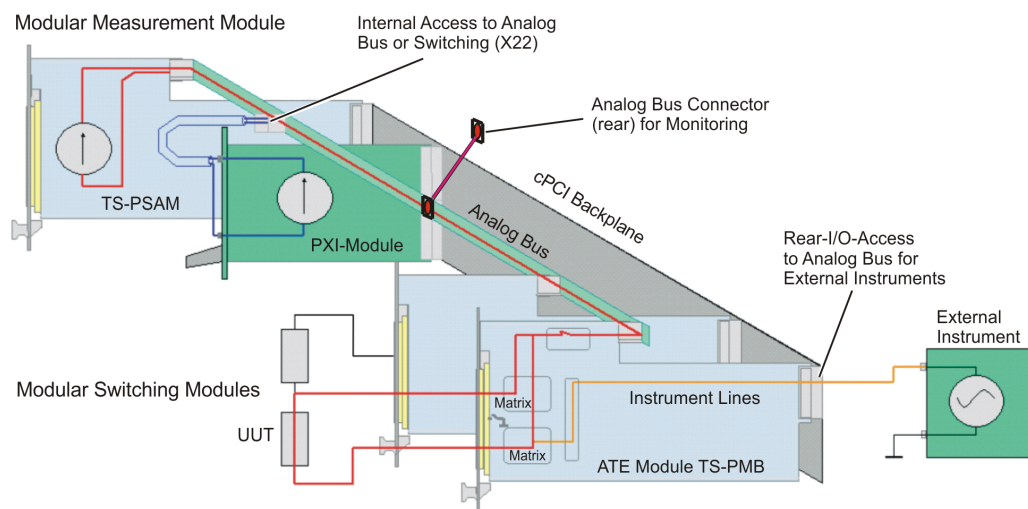 Modular Measurement Module
Internal Access to Analog
Bus or Switching (X22)
Analog Bus Connector
(rear) for Monitoring
cPCI Backplane
TS-PSAM
Analog Bus
PXI-Module
Rear-I/O-Access
to Analog Bus for
External Instruments
External
Instrument
Modular Switching Modules
Matrix
Instrument Lines
UUT
Matrix
ATE Module TS-PMB